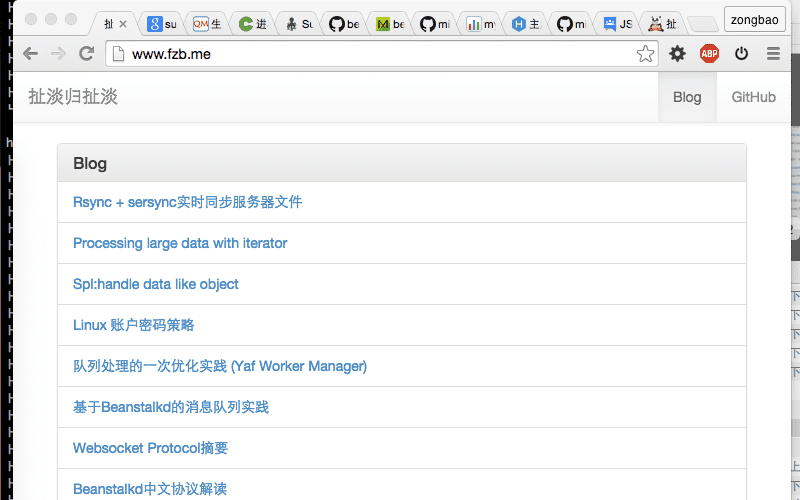 扯 su 生 进 Su be be mi my 主 mi JS 扯 zongbao
www.fzb.me ABP
扯淡归扯淡 Blog GitHub
Blog
Rsync + sersync实时同步服务器文件
Processing large data with iterator
Spl:handle data like object
Linux 账户密码策略
队列处理的一次优化实践 (Yaf Worker Manager)
基于Beanstalkd的消息队列实践
Websocket Protocol摘要
Beanstalkd中文协议解读